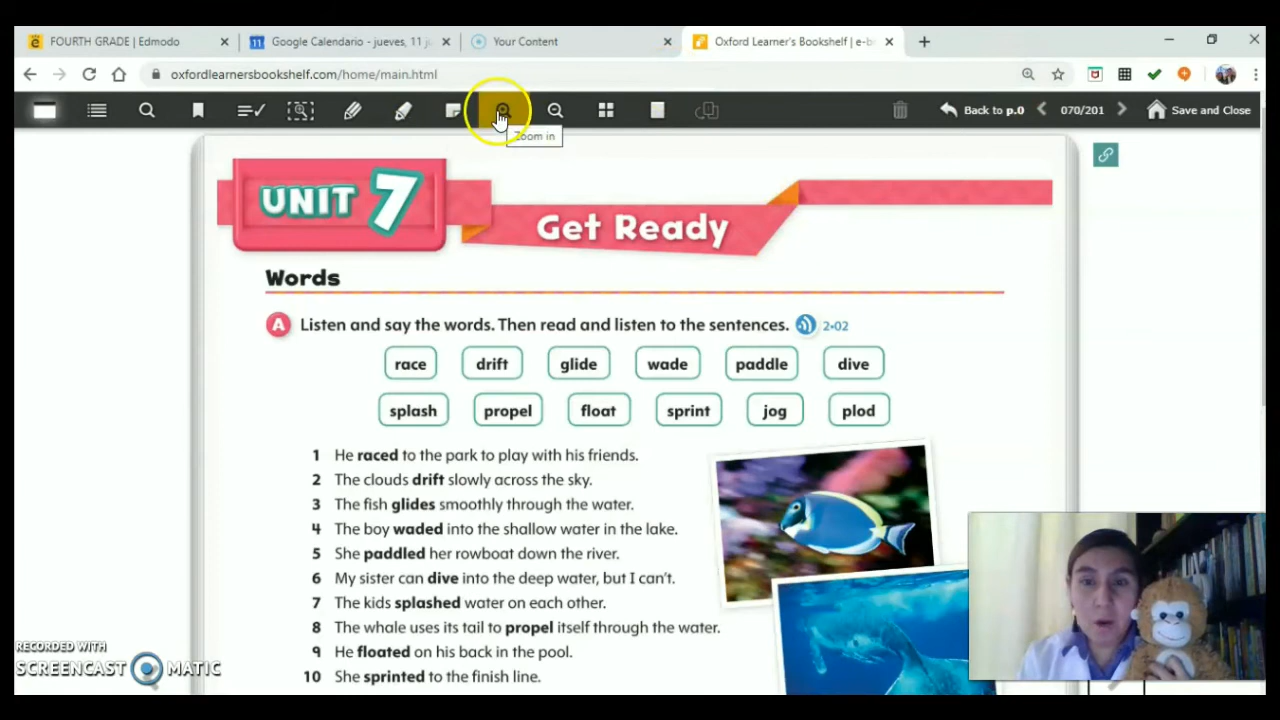 FOURTH GRADE | Edmodo
Google Calendario - jueves, 11 ju
Your Content
Oxford Learner's Bookshelf | e-b
oxfordlearnersbookshelf.com/home/main.html
Back to p.0
070/201
Save and Close
Zoom in
UNIT 7
Get Ready
Words
A Listen and say the words. Then read and listen to the sentences. 2•02
race drift glide wade paddle dive
splash propel float sprint jog plod
1 He raced to the park to play with his friends.
2 The clouds drift slowly across the sky.
3 The fish glides smoothly through the water.
4 The boy waded into the shallow water in the lake.
5 She paddled her rowboat down the river.
6 My sister can dive into the deep water, but I can't.
7 The kids splashed water on each other.
8 The whale uses its tail to propel itself through the water.
9 He floated on his back in the pool.
10 She sprinted to the finish line.
RECORDED WITH
SCREENCAST MATIC